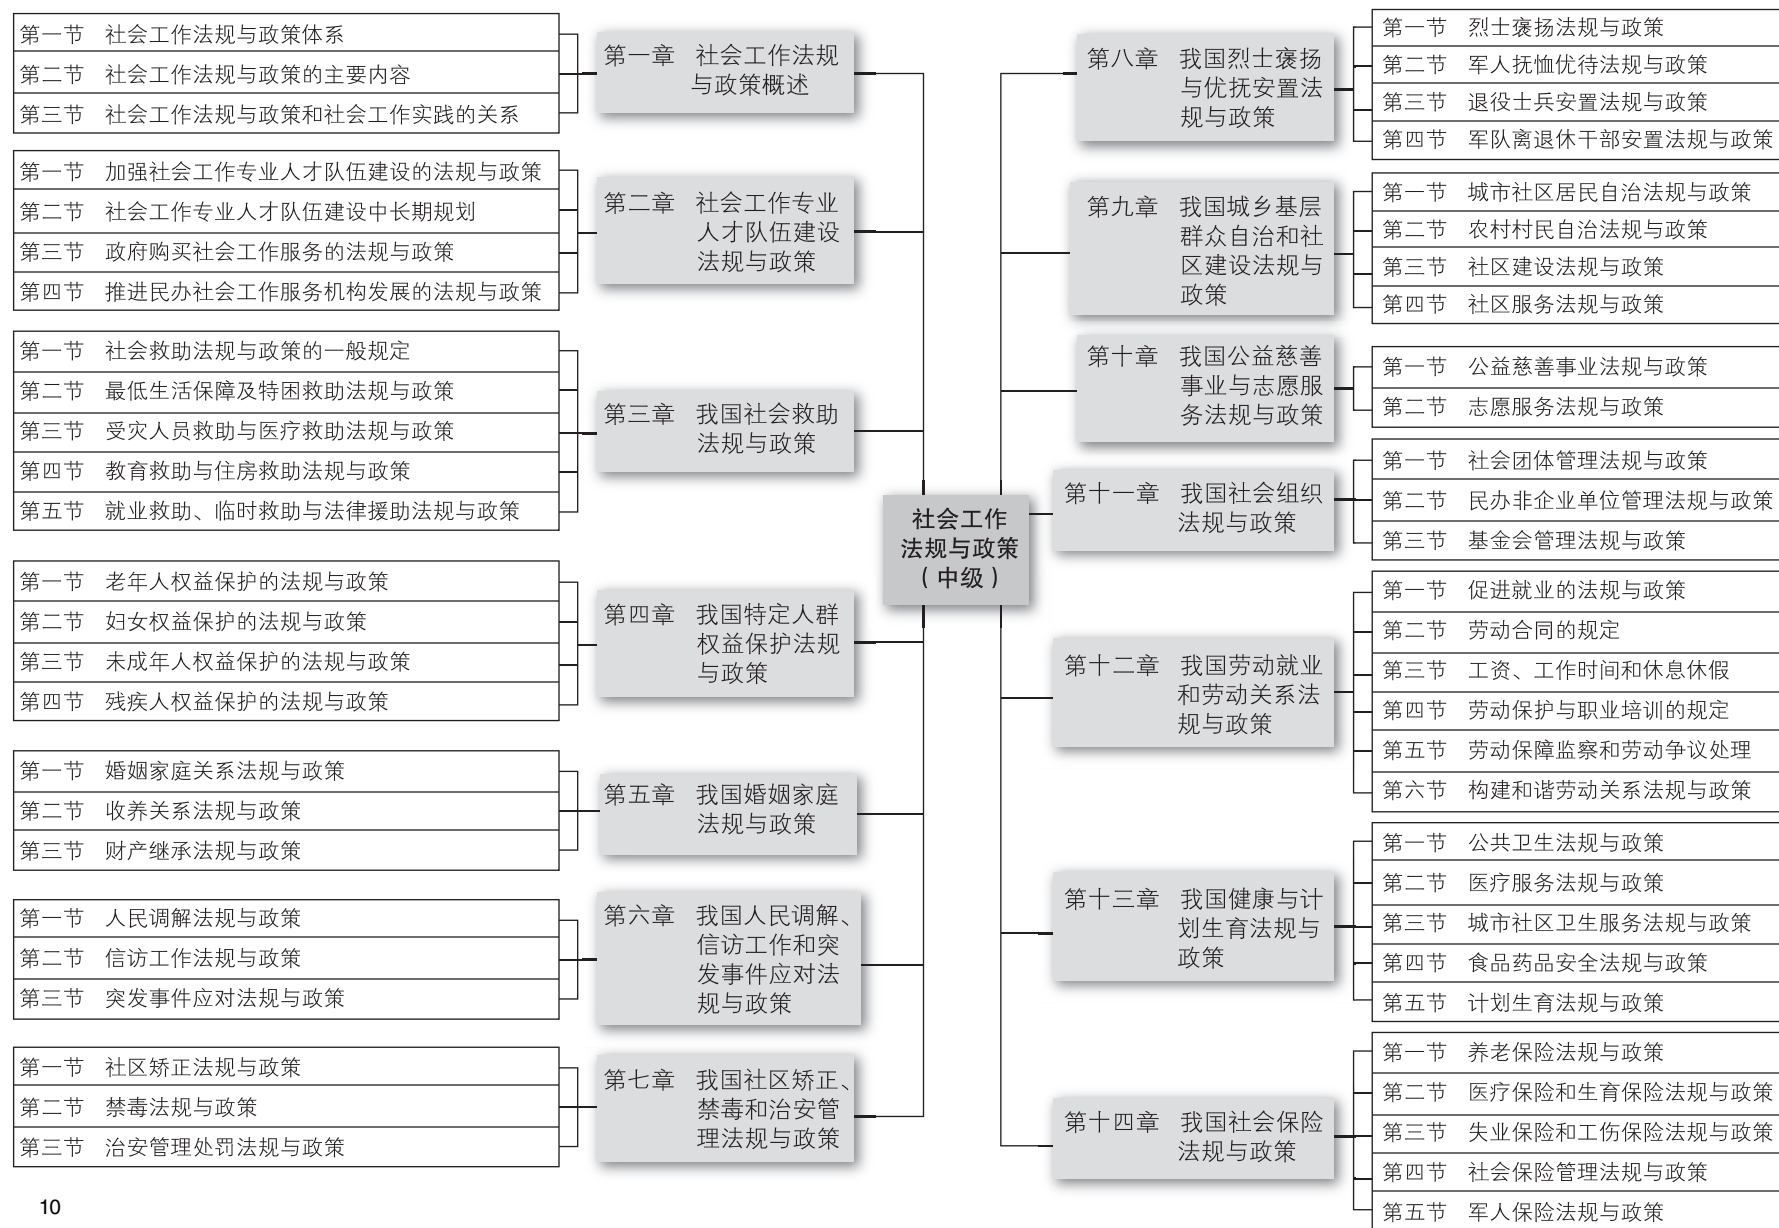 第一节 社会工作法规与政策体系
第二节 社会工作法规与政策的主要内容
第三节 社会工作法规与政策和社会工作实践的关系
第一章 社会工作法规
与政策概述
第一节 加强社会工作专业人才队伍建设的法规与政策
第二节 社会工作专业人才队伍建设中长期规划
第三节 政府购买社会工作服务的法规与政策
第四节 推进民办社会工作服务机构发展的法规与政策
第二章 社会工作专业
人才队伍建设
法规与政策
第一节 社会救助法规与政策的一般规定
第二节 最低生活保障及特困救助法规与政策
第三节 受灾人员救助与医疗救助法规与政策
第四节 教育救助与住房救助法规与政策
第五节 就业救助、临时救助与法律援助法规与政策
第三章 我国社会救助
法规与政策
第一节 老年人权益保护的法规与政策
第二节 妇女权益保护的法规与政策
第三节 未成年人权益保护的法规与政策
第四节 残疾人权益保护的法规与政策
第四章 我国特定人群
权益保护法规
与政策
第一节 婚姻家庭关系法规与政策
第二节 收养关系法规与政策
第三节 财产继承法规与政策
第五章 我国婚姻家庭
法规与政策
第一节 人民调解法规与政策
第二节 信访工作法规与政策
第三节 突发事件应对法规与政策
第六章 我国人民调解、
信访工作和突
发事件应对法
规与政策
第一节 社区矫正法规与政策
第二节 禁毒法规与政策
第三节 治安管理处罚法规与政策
第七章 我国社区矫正、
禁毒和治安管
理法规与政策
社会工作
法规与政策
（中级）
第八章 我国烈士褒扬
与优抚安置法
规与政策
第一节 烈士褒扬法规与政策
第二节 军人抚恤优待法规与政策
第三节 退役士兵安置法规与政策
第四节 军队离退休干部安置法规与政策
第九章 我国城乡基层
群众自治和社
区建设法规与
政策
第一节 城市社区居民自治法规与政策
第二节 农村村民自治法规与政策
第三节 社区建设法规与政策
第四节 社区服务法规与政策
第十章 我国公益慈善
事业与志愿服
务法规与政策
第一节 公益慈善事业法规与政策
第二节 志愿服务法规与政策
第十一章 我国社会组织
法规与政策
第一节 社会团体管理法规与政策
第二节 民办非企业单位管理法规与政策
第三节 基金会管理法规与政策
第十二章 我国劳动就业
和劳动关系法
规与政策
第一节 促进就业的法规与政策
第二节 劳动合同的规定
第三节 工资、工作时间和休息休假
第四节 劳动保护与职业培训的规定
第五节 劳动保障监察和劳动争议处理
第六节 构建和谐劳动关系法规与政策
第十三章 我国健康与计
划生育法规与
政策
第一节 公共卫生法规与政策
第二节 医疗服务法规与政策
第三节 城市社区卫生服务法规与政策
第四节 食品药品安全法规与政策
第五节 计划生育法规与政策
第十四章 我国社会保险
法规与政策
第一节 养老保险法规与政策
第二节 医疗保险和生育保险法规与政策
第三节 失业保险和工伤保险法规与政策
第四节 社会保险管理法规与政策
第五节 军人保险法规与政策
10